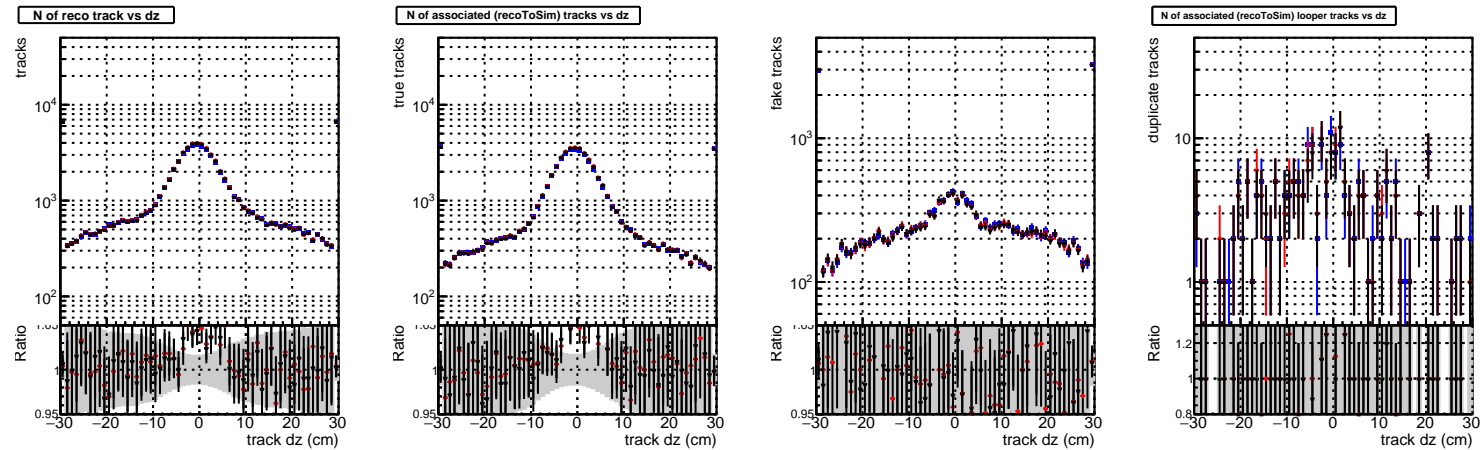 N of reco track vs dz
tracks
10^4
10^3
10^2
Ratio
1
0.95
−30 −20 −10 0 10 20 30
track dz (cm)
N of associated (recoToSim) tracks vs dz
true tracks
10^4
10^3
10^2
Ratio
1
0.95
−30 −20 −10 0 10 20 30
track dz (cm)
fake tracks
10^3
10^2
Ratio
1
0.95
−30 −20 −10 0 10 20 30
track dz (cm)
N of associated (recoToSim) looper tracks vs dz
duplicate tracks
10
1
Ratio
1.2
1
0.8
−30 −20 −10 0 10 20 30
track dz (cm)